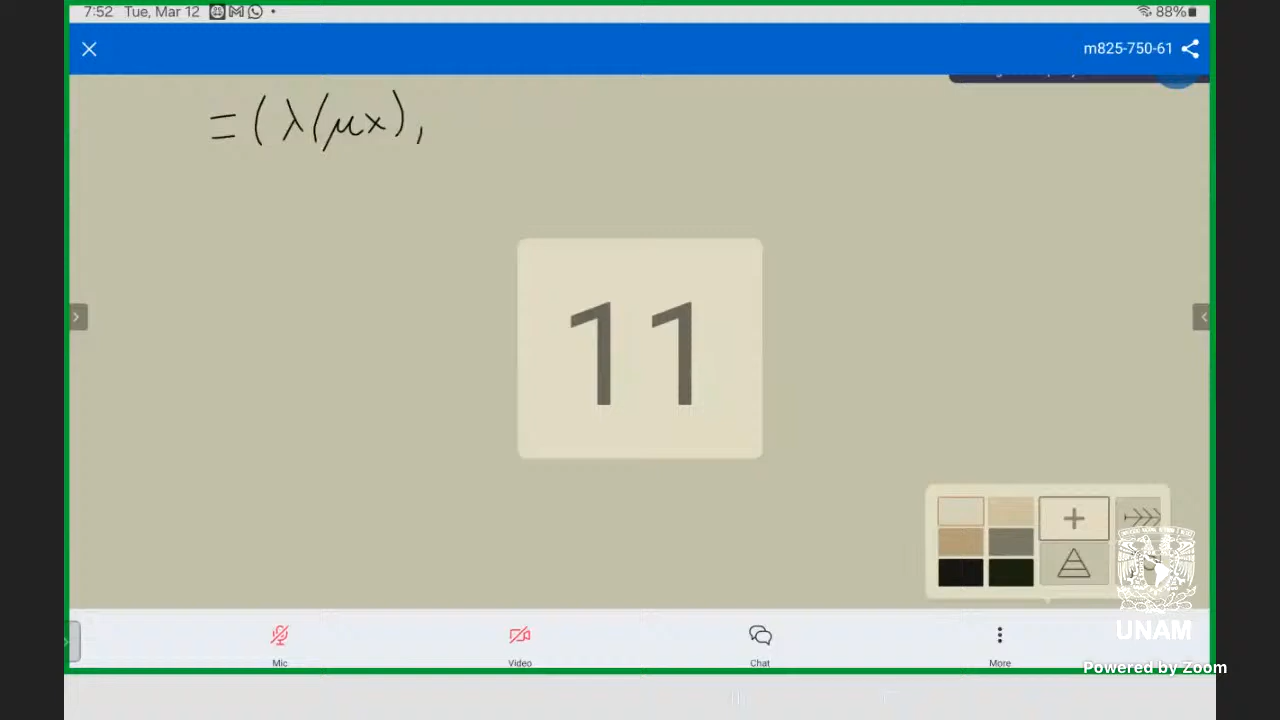 7:52 Tue, Mar 12 88%
m825-750-61
=(λ(μx),
11
UNAM
Mic Video Chat More
Powered by Zoom